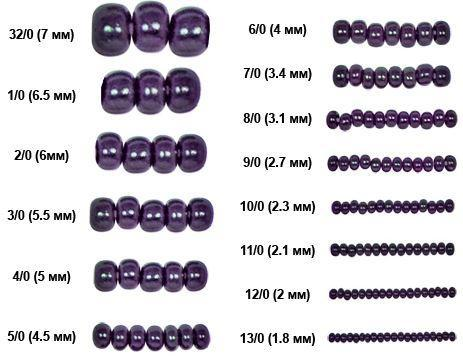 32/0 (7 мм)
1/0 (6.5 мм)
2/0 (6мм)
3/0 (5.5 мм)
4/0 (5 мм)
5/0 (4.5 мм)
6/0 (4 мм)
7/0 (3.4 мм)
8/0 (3.1 мм)
9/0 (2.7 мм)
10/0 (2.3 мм)
11/0 (2.1 мм)
12/0 (2 мм)
13/0 (1.8 мм)